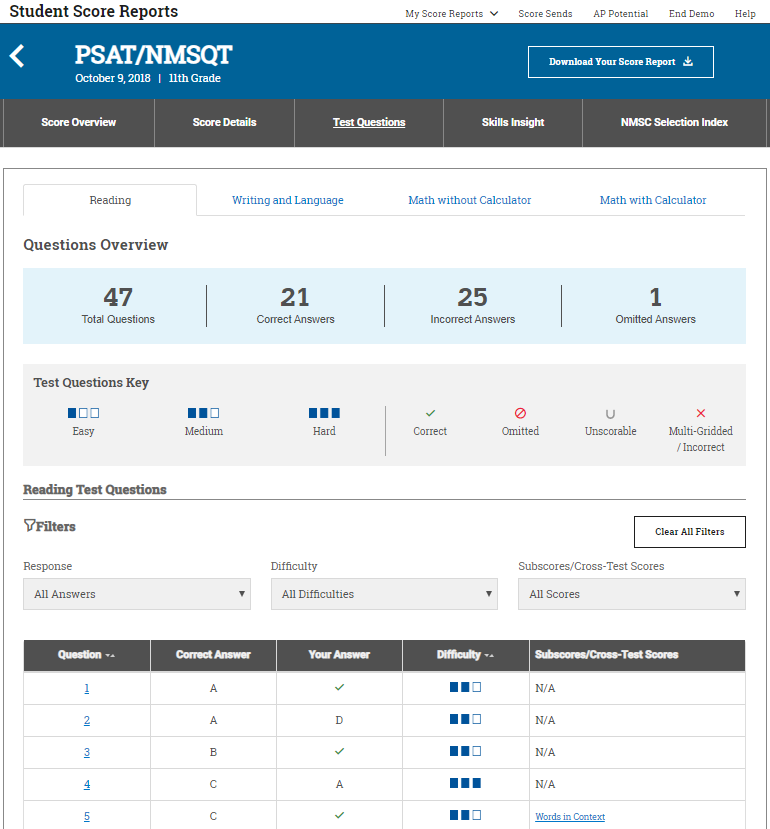 Student Score Reports
My Score Reports Score Sends AP Potential End Demo Help
PSAT/NMSQT
October 9, 2018 | 11th Grade
Download Your Score Report
Score Overview Score Details Test Questions Skills Insight NMSC Selection Index
Reading Writing and Language Math without Calculator Math with Calculator
Questions Overview
47 21 25 1
Total Questions Correct Answers Incorrect Answers Omitted Answers
Test Questions Key
Easy Medium Hard Correct Omitted Unscorable Multi-Gridded
/ Incorrect
Reading Test Questions
Filters
Clear All Filters
Response Difficulty Subscores/Cross-Test Scores
All Answers All Difficulties All Scores
Question Correct Answer Your Answer Difficulty Subscores/Cross-Test Scores
1 A ✓ N/A
2 A D N/A
3 B ✓ N/A
4 C A N/A
5 C ✓ Words in Context